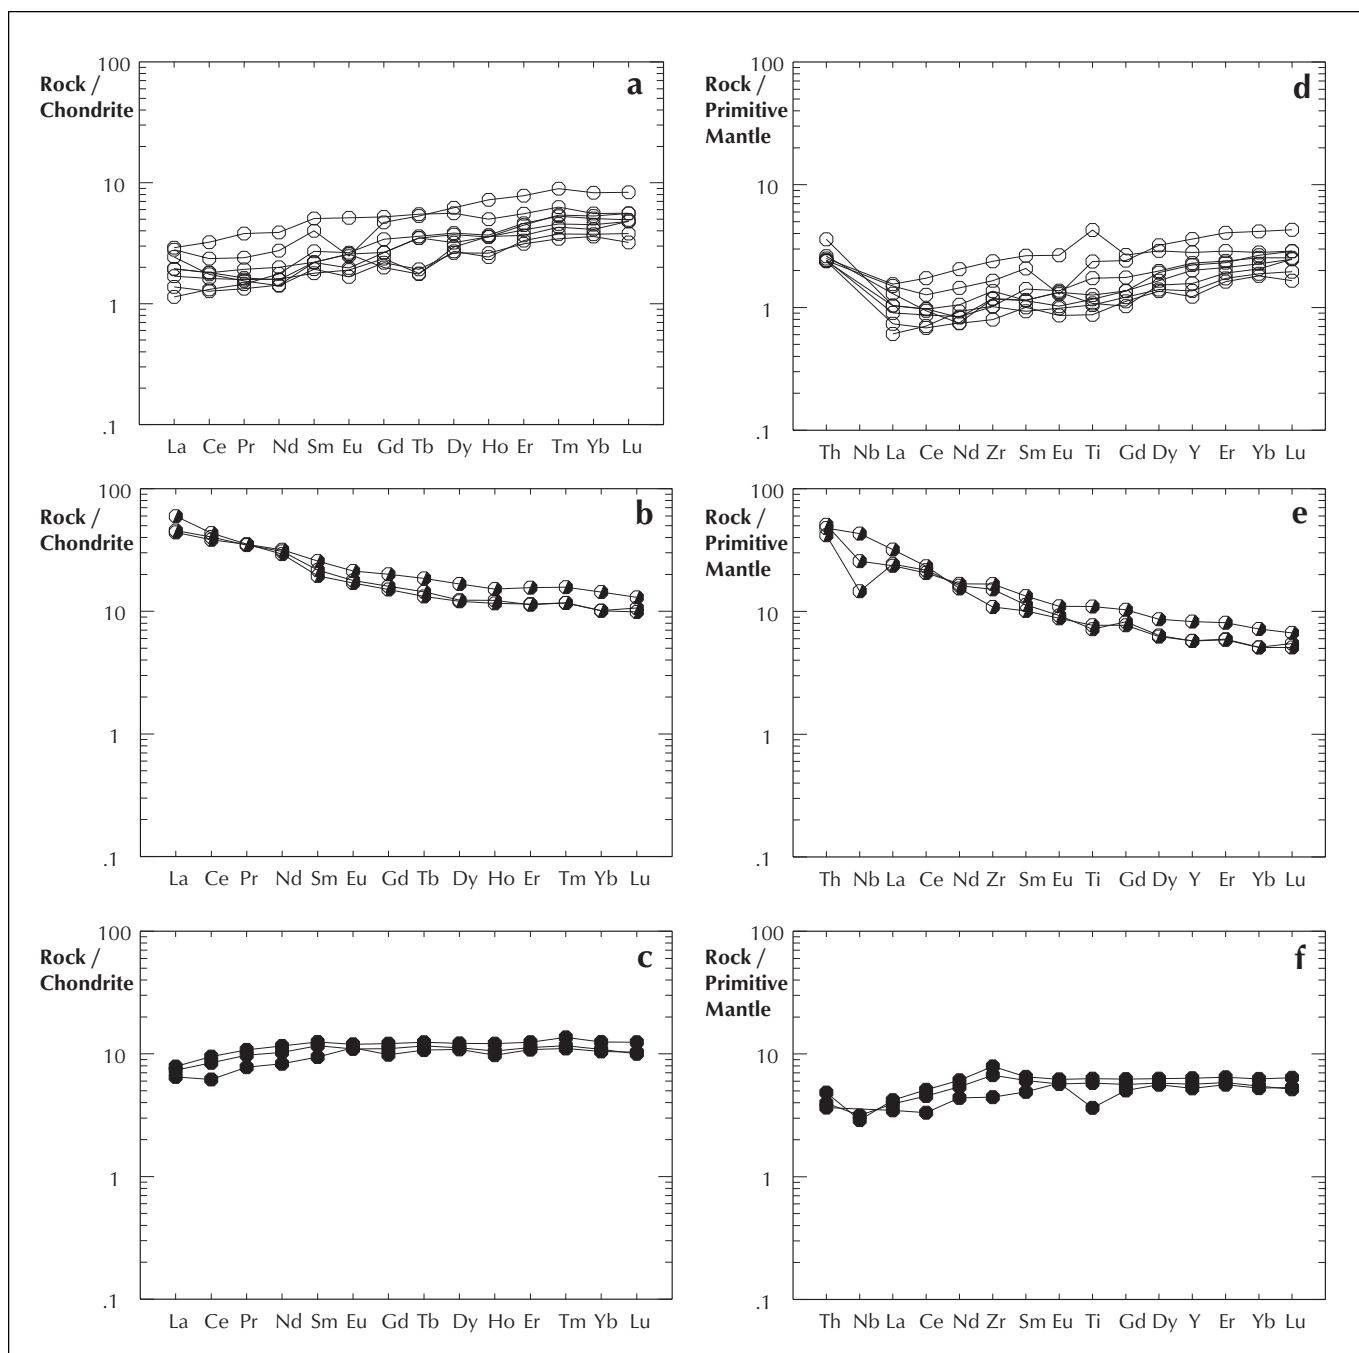 100
Rock /
Chondrite
a
10
1
.1
La Ce Pr Nd Sm Eu Gd Tb Dy Ho Er Tm Yb Lu
100
Rock /
Primitive
Mantle
d
10
1
.1
Th Nb La Ce Nd Zr Sm Eu Ti Gd Dy Y Er Yb Lu
100
Rock /
Chondrite
b
10
1
.1
La Ce Pr Nd Sm Eu Gd Tb Dy Ho Er Tm Yb Lu
100
Rock /
Primitive
Mantle
e
10
1
.1
Th Nb La Ce Nd Zr Sm Eu Ti Gd Dy Y Er Yb Lu
100
Rock /
Chondrite
c
10
1
.1
La Ce Pr Nd Sm Eu Gd Tb Dy Ho Er Tm Yb Lu
100
Rock /
Primitive
Mantle
f
10
1
.1
Th Nb La Ce Nd Zr Sm Eu Ti Gd Dy Y Er Yb Lu